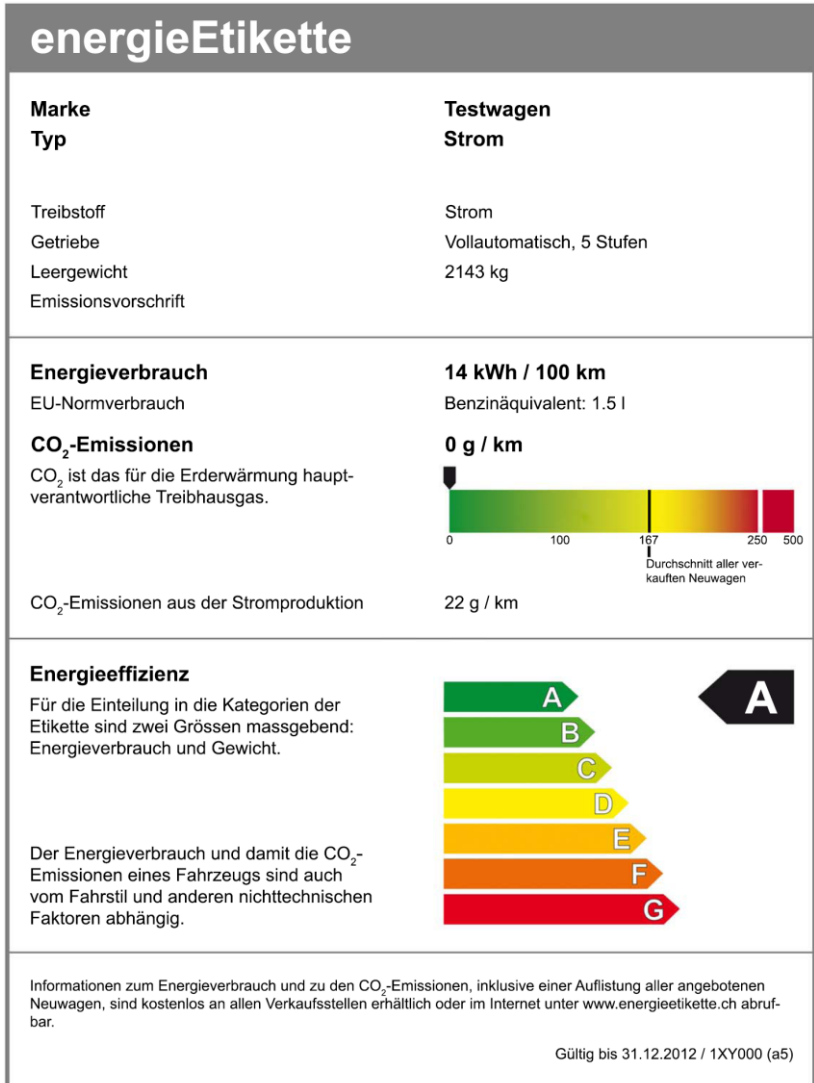 energieEtikette
Marke Testwagen
Typ Strom
Treibstoff Strom
Getriebe Vollautomatisch, 5 Stufen
Leergewicht 2143 kg
Emissionsvorschrift
Energieverbrauch 14 kWh / 100 km
EU-Normverbrauch Benzinäquivalent: 1.5 l
CO₂-Emissionen 0 g / km
CO₂ ist das für die Erderwärmung haupt-
verantwortliche Treibhausgas.
0 100 167 250 500
Durchschnitt aller ver-
kauften Neuwagen
CO₂-Emissionen aus der Stromproduktion 22 g / km
Energieeffizienz
Für die Einteilung in die Kategorien der
Etikette sind zwei Grössen massgebend:
Energieverbrauch und Gewicht.
Der Energieverbrauch und damit die CO₂-
Emissionen eines Fahrzeugs sind auch
vom Fahrstil und anderen nichttechnischen
Faktoren abhängig.
A A
B
C
D
E
F
G
Informationen zum Energieverbrauch und zu den CO₂-Emissionen, inklusive einer Auflistung aller angebotenen
Neuwagen, sind kostenlos an allen Verkaufsstellen erhältlich oder im Internet unter www.energieetikette.ch abruf-
bar.
Gültig bis 31.12.2012 / 1XY000 (a5)